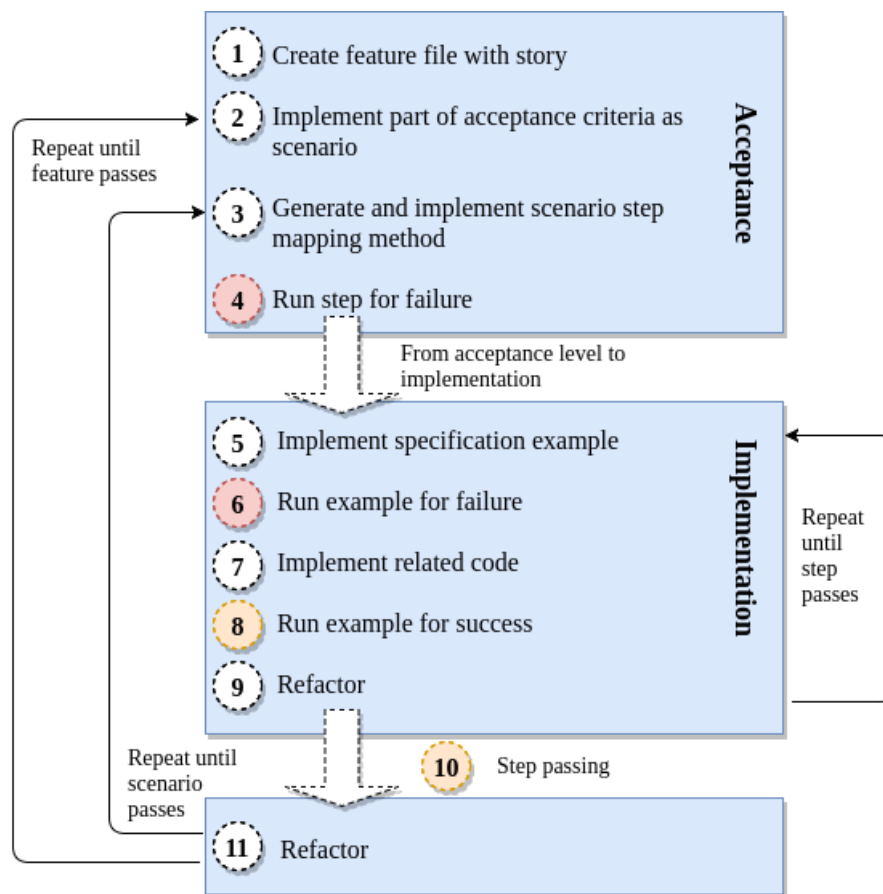 1 Create feature file with story
2 Implement part of acceptance criteria as
scenario
3 Generate and implement scenario step
mapping method
4 Run step for failure
Acceptance
Repeat until
feature passes
From acceptance level to
implementation
5 Implement specification example
6 Run example for failure
7 Implement related code
8 Run example for success
9 Refactor
Implementation
Repeat
until
step
passes
Repeat until
scenario
passes
10 Step passing
11 Refactor